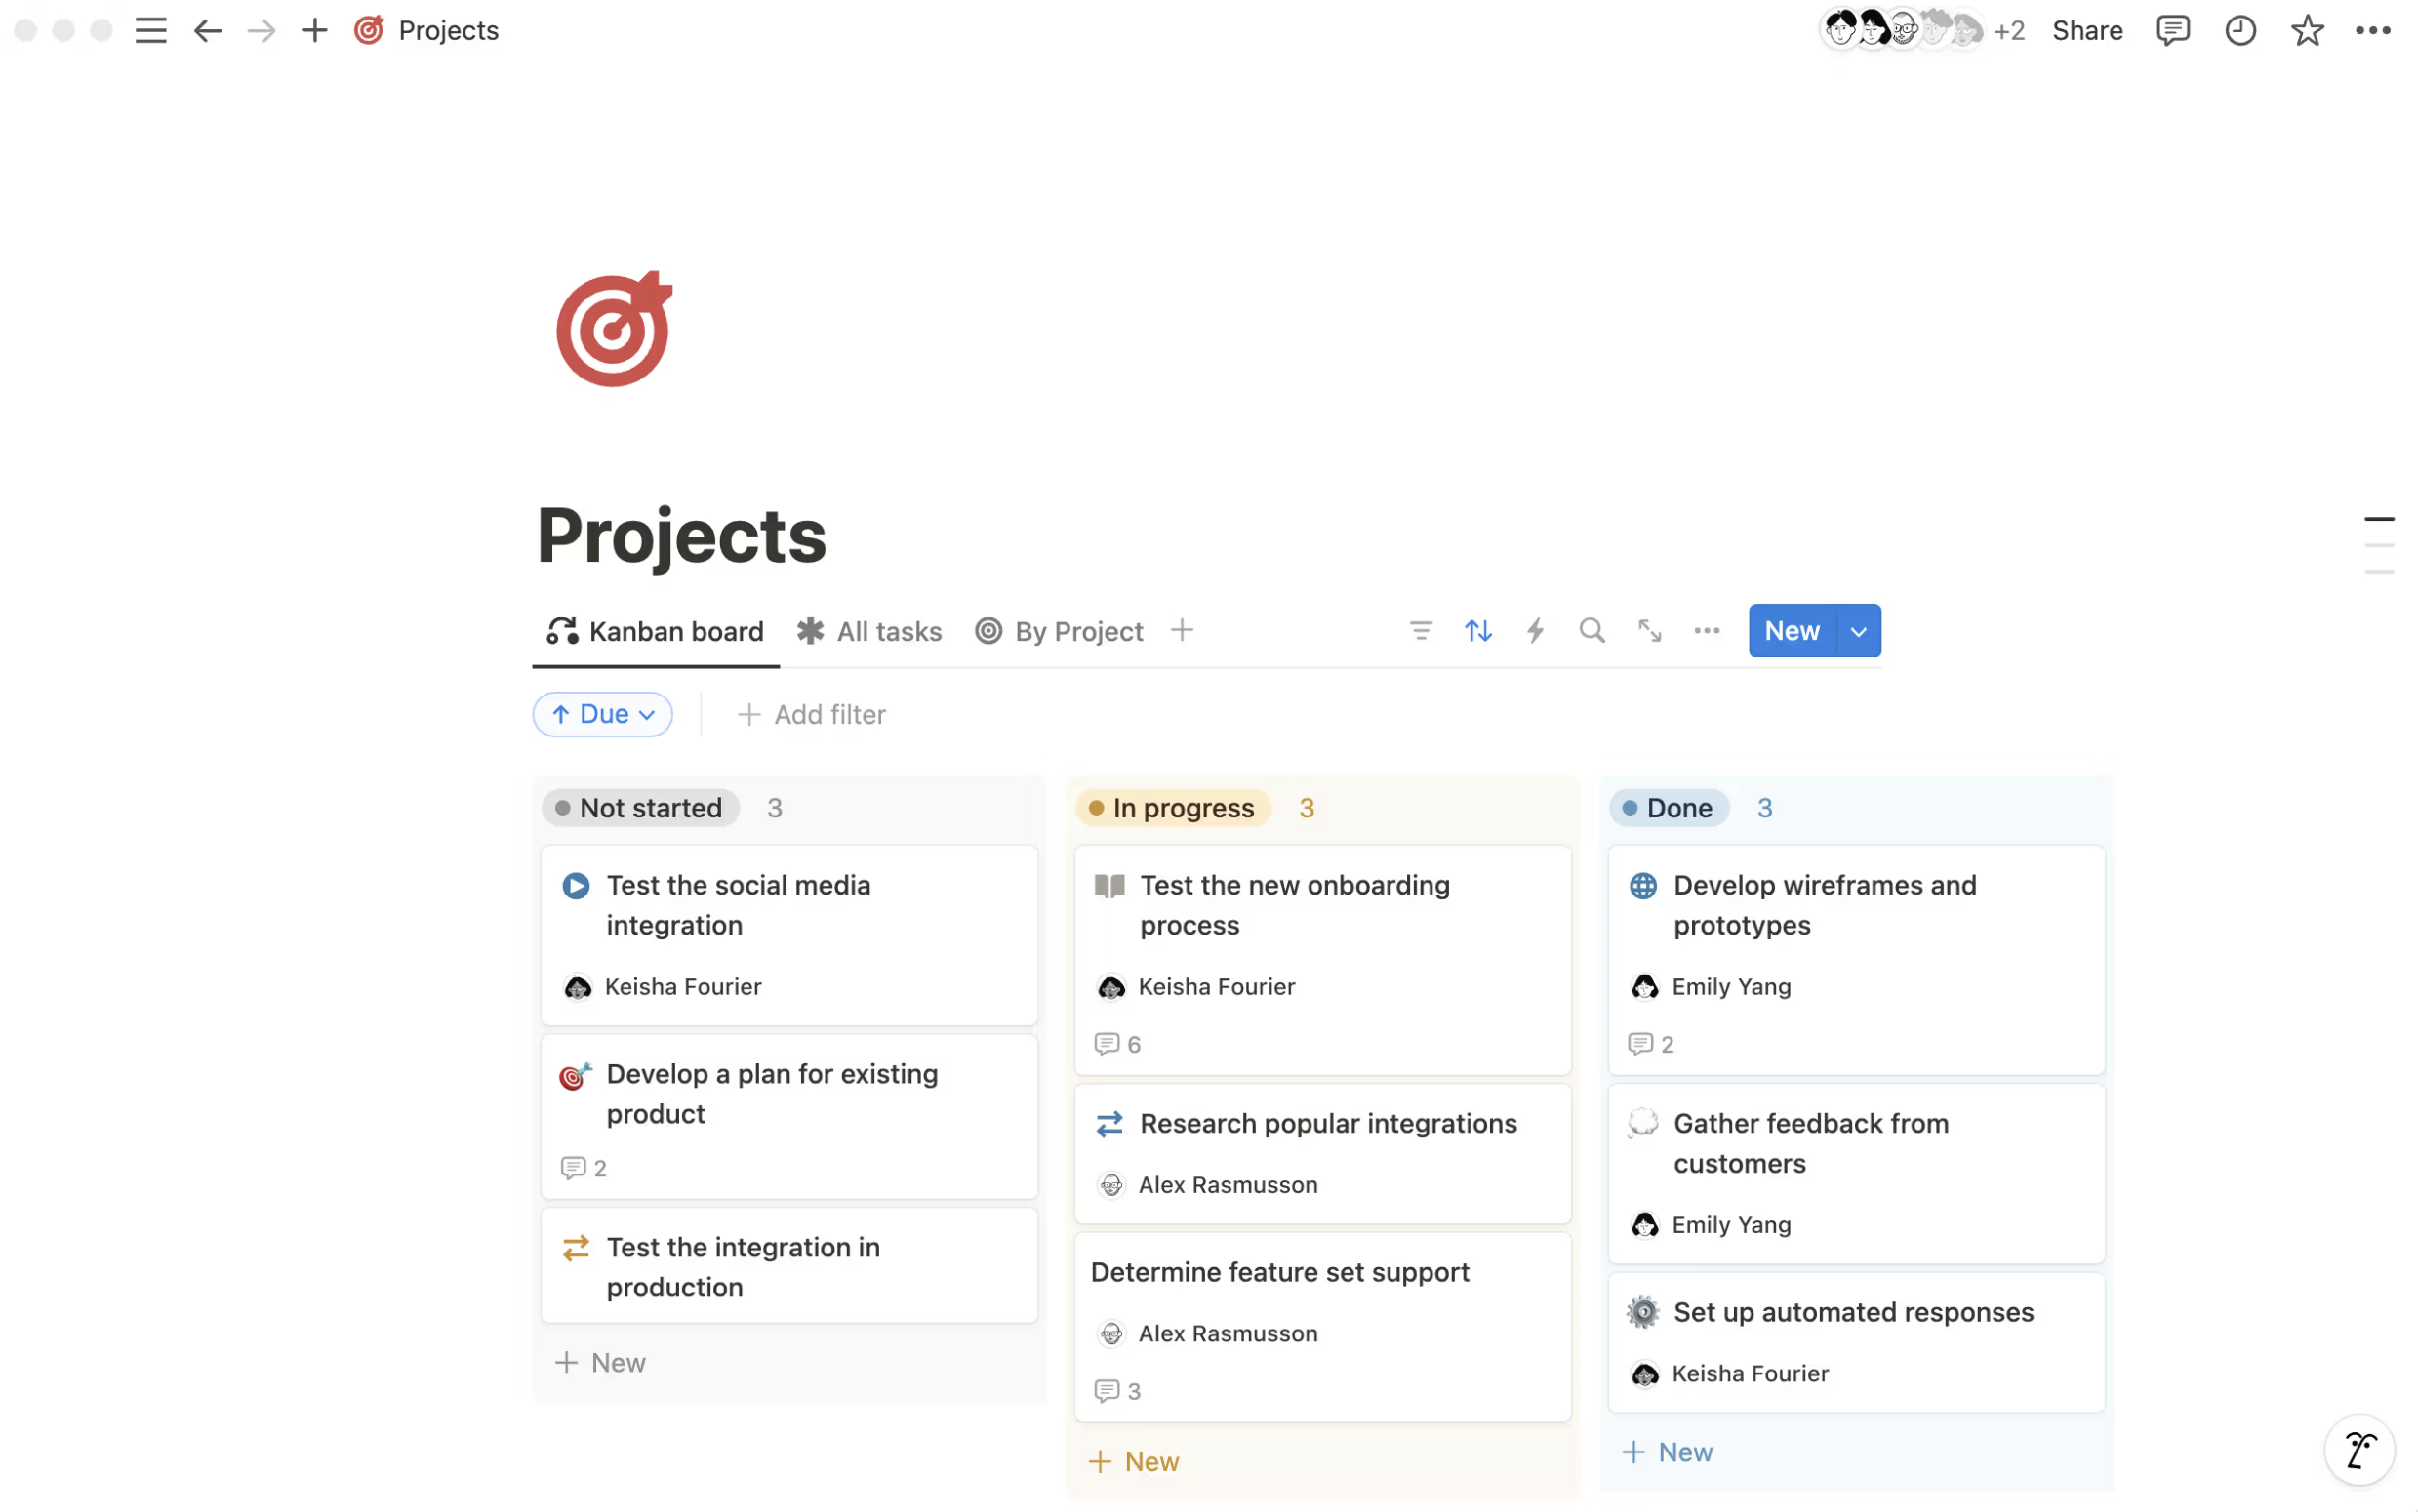 Projects
+2
Share
Projects
Kanban board
All tasks
By Project
New
Due
Add filter
Not started 3
Test the social media
integration
Keisha Fourier
Develop a plan for existing
product
2
Test the integration in
production
New
In progress 3
Test the new onboarding
process
Keisha Fourier
6
Research popular integrations
Alex Rasmusson
Determine feature set support
Alex Rasmusson
3
New
Done 3
Develop wireframes and
prototypes
Emily Yang
2
Gather feedback from
customers
Emily Yang
Set up automated responses
Keisha Fourier
New